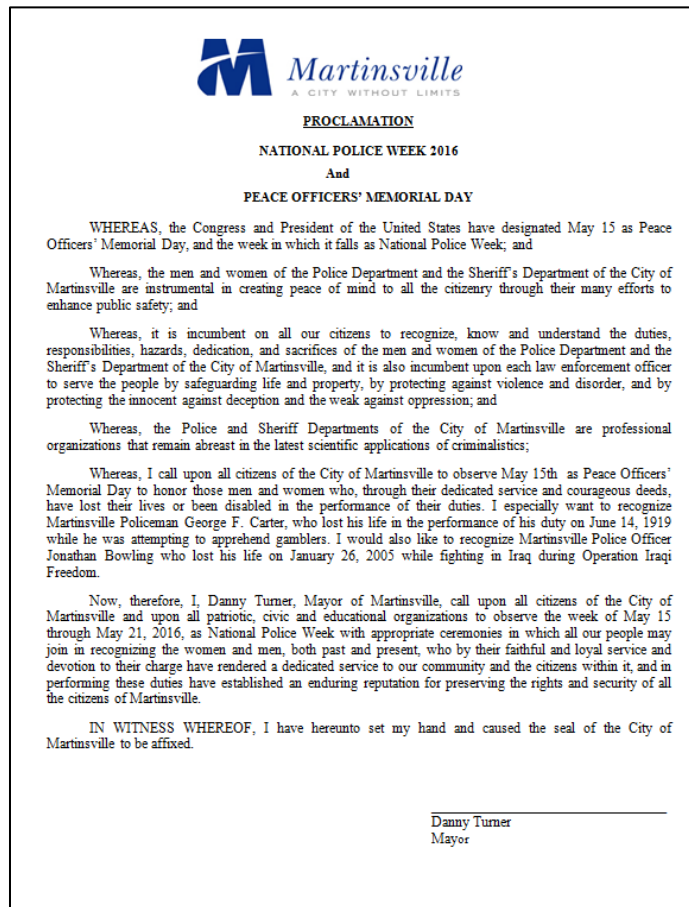 Martinsville
A CITY WITHOUT LIMITS
PROCLAMATION
NATIONAL POLICE WEEK 2016
And
PEACE OFFICERS' MEMORIAL DAY
WHEREAS, the Congress and President of the United States have designated May 15 as Peace
Officers' Memorial Day, and the week in which it falls as National Police Week; and
Whereas, the men and women of the Police Department and the Sheriff's Department of the City of
Martinsville are instrumental in creating peace of mind to all the citizenry through their many efforts to
enhance public safety; and
Whereas, it is incumbent on all our citizens to recognize, know and understand the duties,
responsibilities, hazards, dedication, and sacrifices of the men and women of the Police Department and the
Sheriff's Department of the City of Martinsville, and it is also incumbent upon each law enforcement officer
to serve the people by safeguarding life and property, by protecting against violence and disorder, and by
protecting the innocent against deception and the weak against oppression; and
Whereas, the Police and Sheriff Departments of the City of Martinsville are professional
organizations that remain abreast in the latest scientific applications of criminalistics;
Whereas, I call upon all citizens of the City of Martinsville to observe May 15th as Peace Officers'
Memorial Day to honor those men and women who, through their dedicated service and courageous deeds,
have lost their lives or been disabled in the performance of their duties. I especially want to recognize
Martinsville Policeman George F. Carter, who lost his life in the performance of his duty on June 14, 1919
while he was attempting to apprehend gamblers. I would also like to recognize Martinsville Police Officer
Jonathan Bowling who lost his life on January 26, 2005 while fighting in Iraq during Operation Iraqi
Freedom.
Now, therefore, I, Danny Turner, Mayor of Martinsville, call upon all citizens of the City of
Martinsville and upon all patriotic, civic and educational organizations to observe the week of May 15
through May 21, 2016, as National Police Week with appropriate ceremonies in which all our people may
join in recognizing the women and men, both past and present, who by their faithful and loyal service and
devotion to their charge have rendered a dedicated service to our community and the citizens within it, and in
performing these duties have established an enduring reputation for preserving the rights and security of all
the citizens of Martinsville.
IN WITNESS WHEREOF, I have hereunto set my hand and caused the seal of the City of
Martinsville to be affixed.
Danny Turner
Mayor